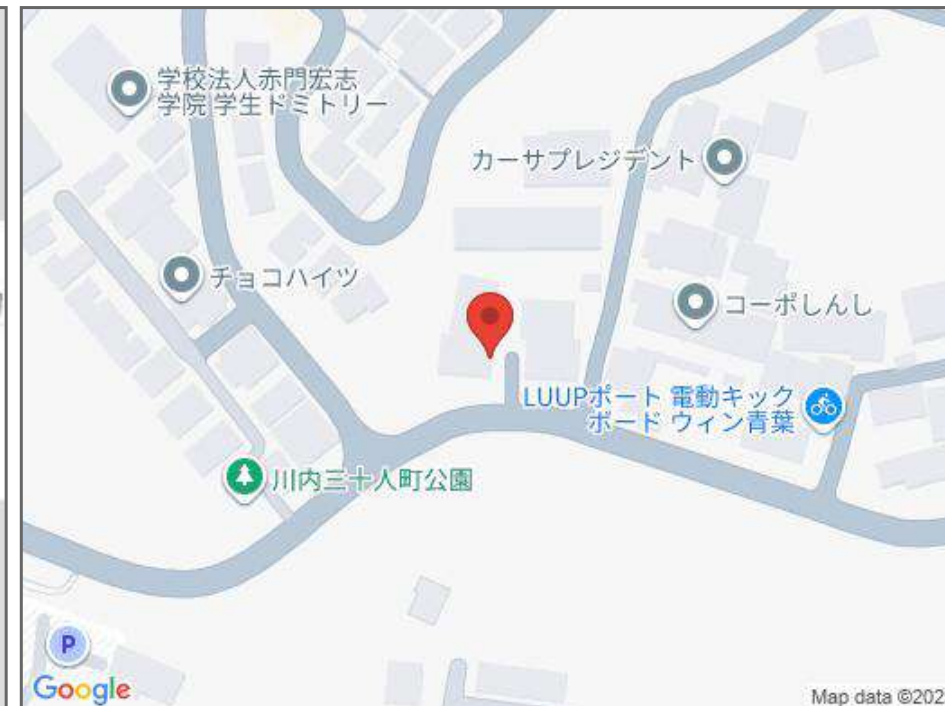 学校法人赤門宏志
学院 学生ドミトリー
カーサプレジデント
チョコハイツ
コーポしんし
LUUPポート 電動キック
ボード ウィン青葉
川内三十人町公園
P
Google
Map data ©202